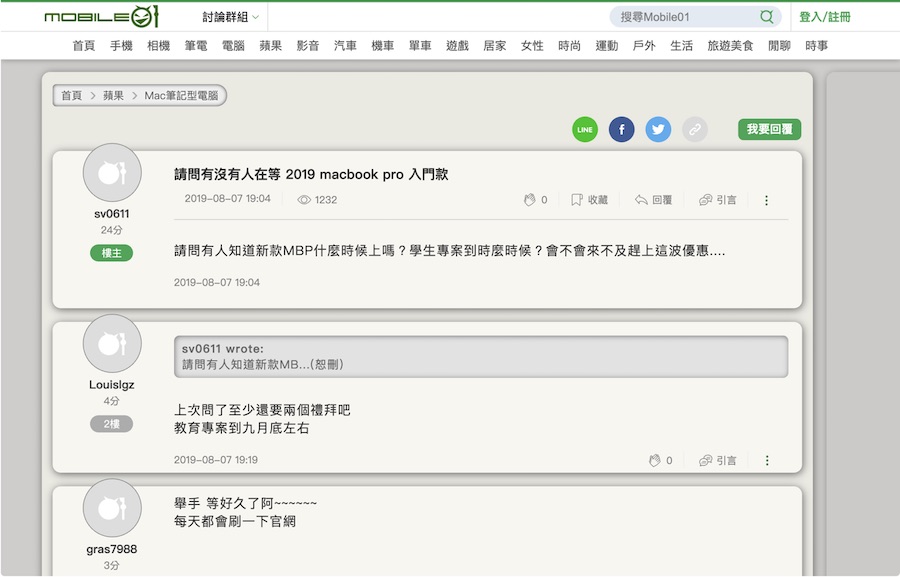 MOBILE01
討論群組
搜尋Mobile01
登入/註冊
首頁 手機 相機 筆電 電腦 蘋果 影音 汽車 機車 單車 遊戲 居家 女性 時尚 運動 戶外 生活 旅遊美食 閒聊 時事
首頁 > 蘋果 > Mac筆記型電腦
LINE
我要回覆
請問有沒有人在等 2019 macbook pro 入門款
2019-08-07 19:04 1232
0 收藏 回覆 引言
sv0611
24分
樓主
請問有人知道新款MBP什麼時候上嗎？學生專案到時麼時候？會不會來不及趕上這波優惠....
2019-08-07 19:04
Louislgz
4分
2樓
sv0611 wrote:
請問有人知道新款MB...(恕刪)
上次問了至少還要兩個禮拜吧
教育專案到九月底左右
2019-08-07 19:19
0 引言
gras7988
3分
舉手 等好久了阿~~~~~~
每天都會刷一下官網